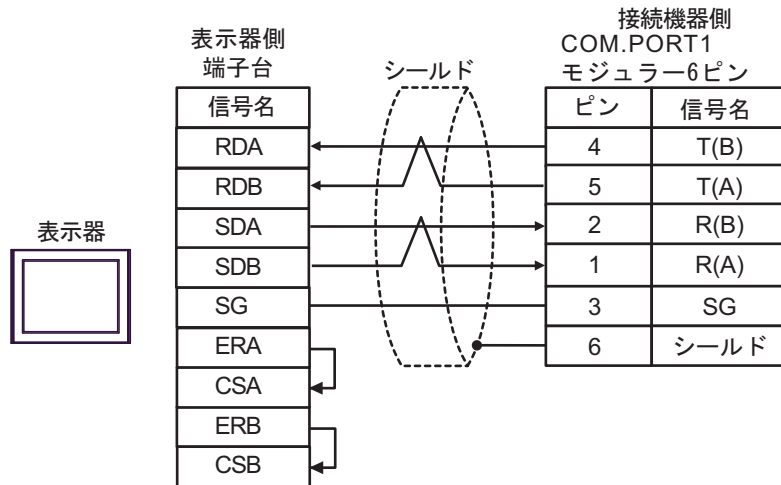 接続機器側
COM.PORT1
モジュラー6ピン
表示器側
端子台
シールド
信号名
ピン 信号名
RDA 4 T(B)
RDB 5 T(A)
SDA 2 R(B)
SDB 1 R(A)
SG 3 SG
ERA 6 シールド
CSA
ERB
CSB
表示器